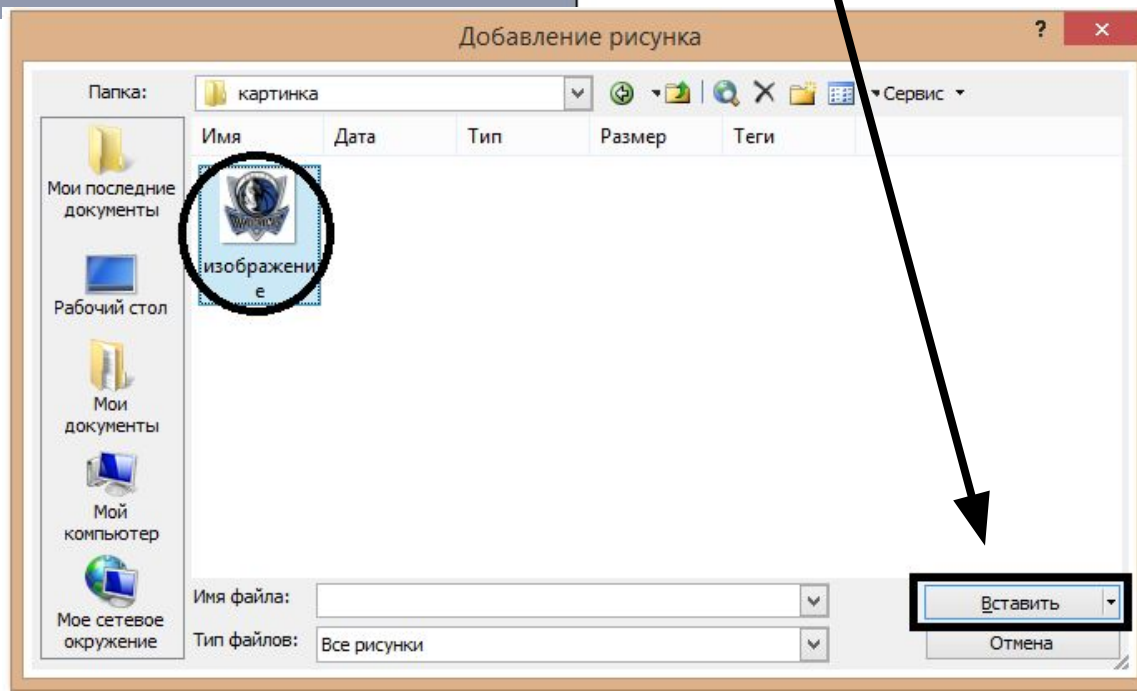 Добавление рисунка
?
Папка:
картинка
Сервис
Имя Дата Тип Размер Теги
Мои последние
документы
изображени
е
Рабочий стол
Мои
документы
Мой
компьютер
Мое сетевое
окружение
Имя файла:
Вставить
Тип файлов: Все рисунки
Отмена